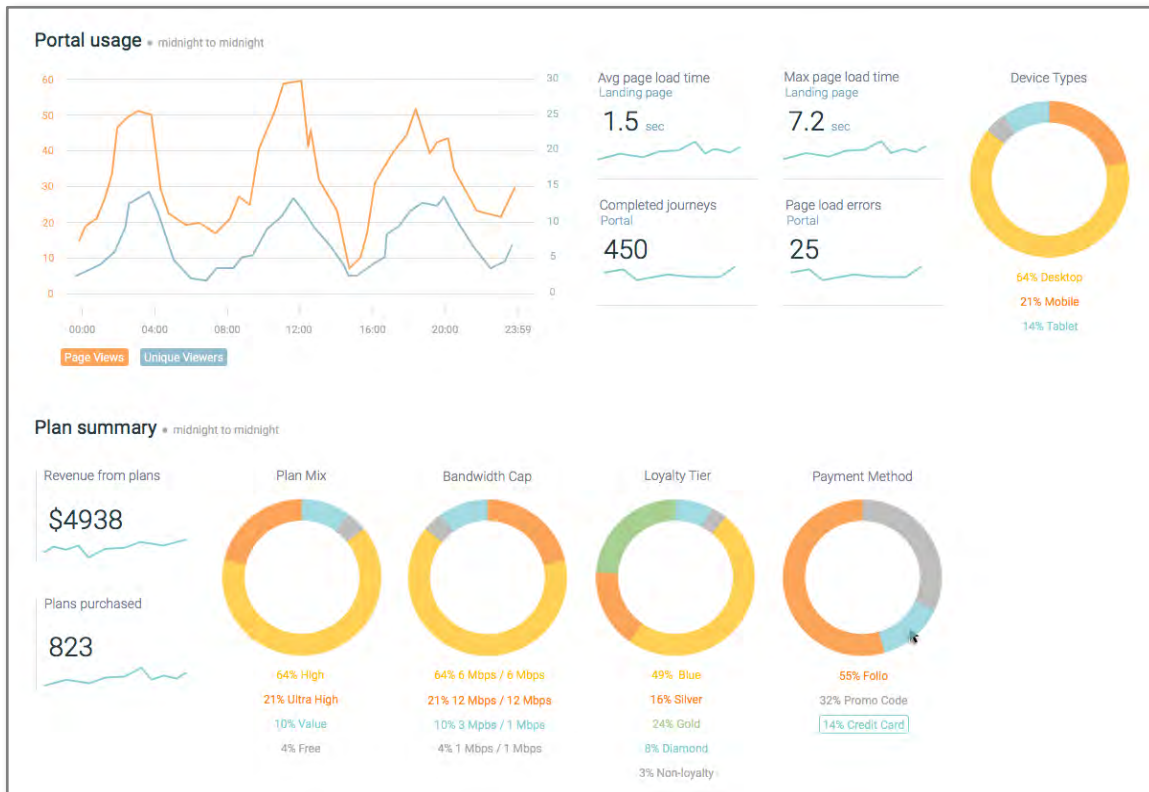 Portal usage • midnight to midnight
60
50
40
30
20
10
0
30
25
20
15
10
5
0
00:00 04:00 08:00 12:00 16:00 20:00 23:59
Page Views Unique Viewers
Avg page load time
Landing page
1.5 sec
Max page load time
Landing page
7.2 sec
Completed journeys
Portal
450
Page load errors
Portal
25
Device Types
64% Desktop
21% Mobile
14% Tablet
Plan summary • midnight to midnight
Revenue from plans
$4938
Plans purchased
823
Plan Mix
64% High
21% Ultra High
10% Value
4% Free
Bandwidth Cap
64% 6 Mbps / 6 Mbps
21% 12 Mbps / 12 Mbps
10% 3 Mpps / 1 Mbps
4% 1 Mbps / 1 Mbps
Loyalty Tier
49% Blue
16% Silver
24% Gold
8% Diamond
3% Non-loyalty
Payment Method
55% Folio
32% Promo Code
14% Credit Card